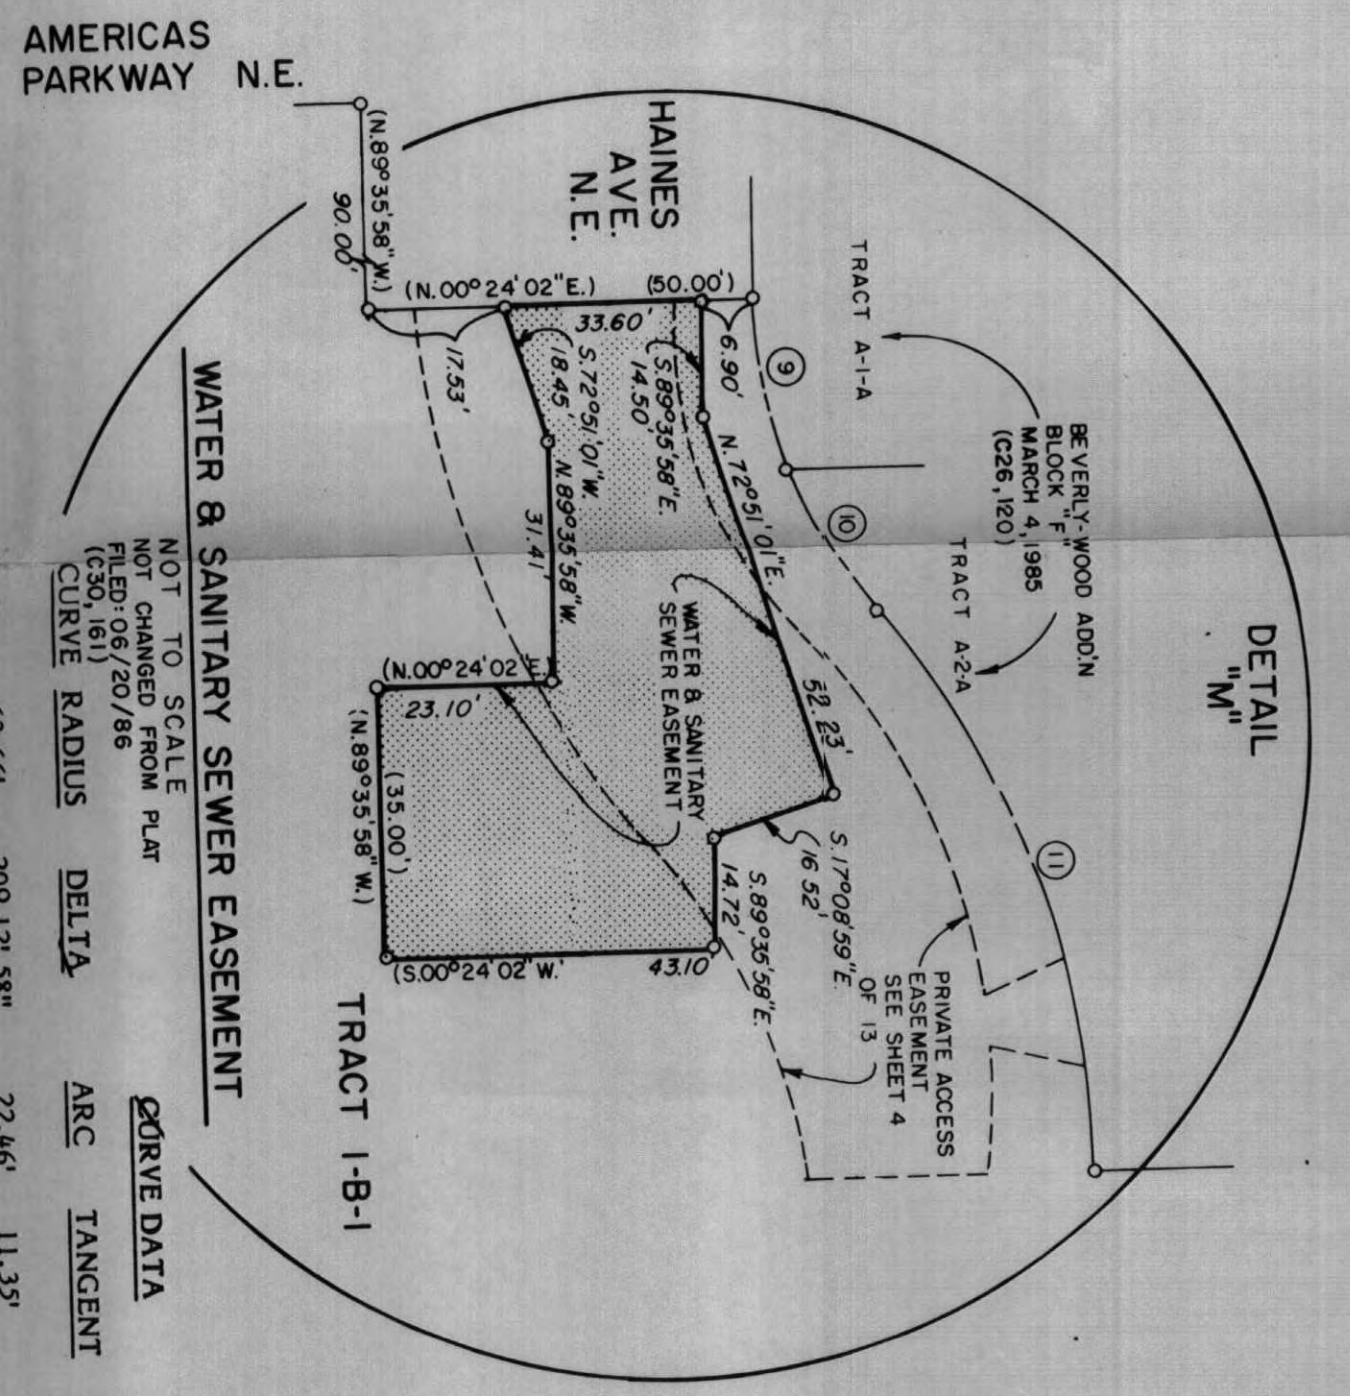 AMERICAS
PARKWAY N.E.
DETAIL
"M"
HAINES
AVE.
N.E.
TRACT A-1-A
BEVERLY-WOOD ADD'N
BLOCK "F"
MARCH 4, 1985
(C26,120)
TRACT A-2-A
(N.89°35'58"W.)
90.00'
(N.00°24'02"E.)
(50.00')
33.60'
6.90'
17.53'
9
10
11
S.89°35'58"E.
14.50'
S.72°51'01"W.
18.45'
N.72°51'01"E.
52.23'
N.89°35'58"W.
31.41'
WATER & SANITARY
SEWER EASEMENT
(N.00°24'02"E.)
23.10'
(35.00')
(N.89°35'58"W.)
S.17°08'59"E.
16 52'
S.89°35'58"E.
14.72'
(S.00°24'02"W.
43.10'
PRIVATE ACCESS
EASEMENT
SEE SHEET 4
OF 13
TRACT 1-B-1
WATER & SANITARY SEWER EASEMENT
NOT TO SCALE
NOT CHANGED FROM PLAT
FILED: 06/20/86
(C30,161)
CURVE DATA
CURVE RADIUS DELTA ARC TANGENT
22.46' 11.35'